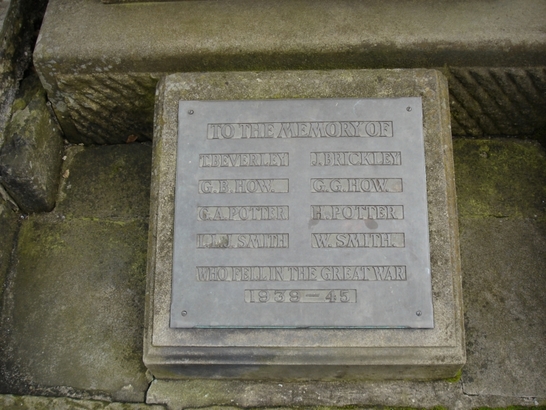 TO THE MEMORY OF
T.BEVERLEY J.BRICKLEY
G.B. HOW. G.G. HOW.
G.A. POTTER H. POTTER
SMITH W. SMITH.
WHO FELL IN THE GREAT WAR
1939-45